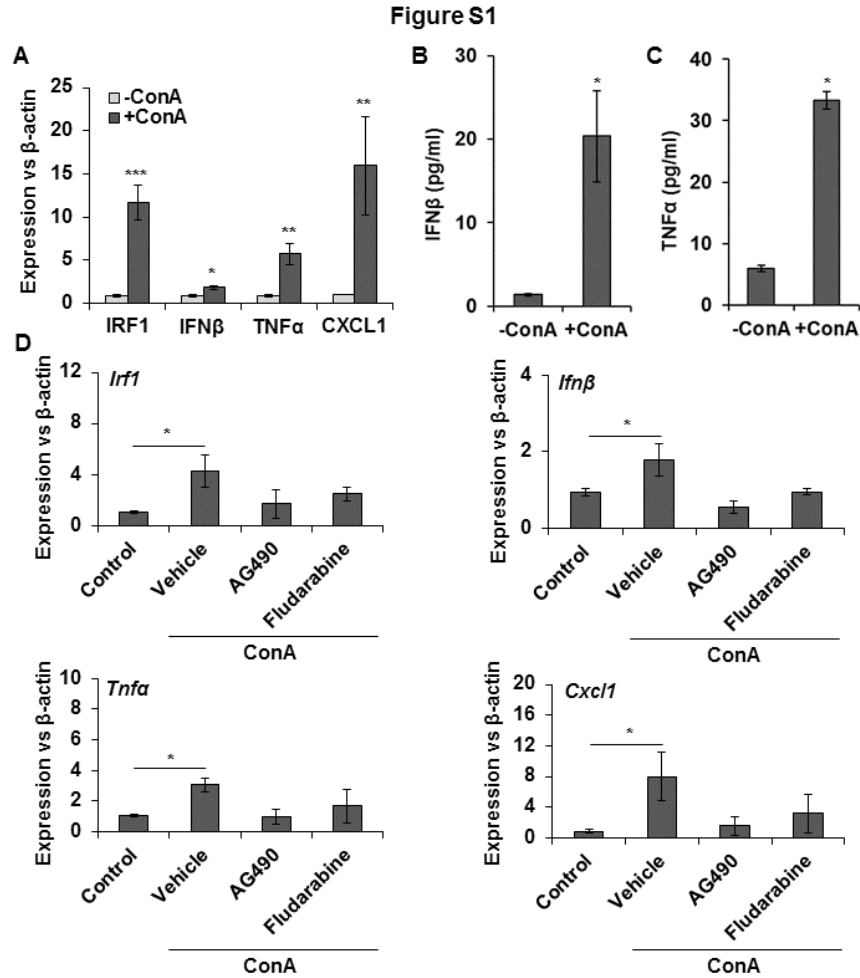 Figure S1
A
Expression vs β-actin
25
20
15
10
5
0
-ConA
+ConA
***
*
**
**
IRF1 IFNβ TNFα CXCL1
B
IFNβ (pg/ml)
30
20
10
0
*
-ConA +ConA
C
TNFα (pg/ml)
40
30
20
10
0
*
-ConA +ConA
D
Expression vs β-actin
12
8
4
0
Irf1
*
Control
Vehicle
AG490
Fludarabine
ConA
Expression vs β-actin
4
2
0
Ifnβ
*
Control
Vehicle
AG490
Fludarabine
ConA
Expression vs β-actin
10
8
6
4
2
0
Tnfα
*
Control
Vehicle
AG490
Fludarabine
ConA
Expression vs β-actin
20
16
12
8
4
0
Cxcl1
*
Control
Vehicle
AG490
Fludarabine
ConA